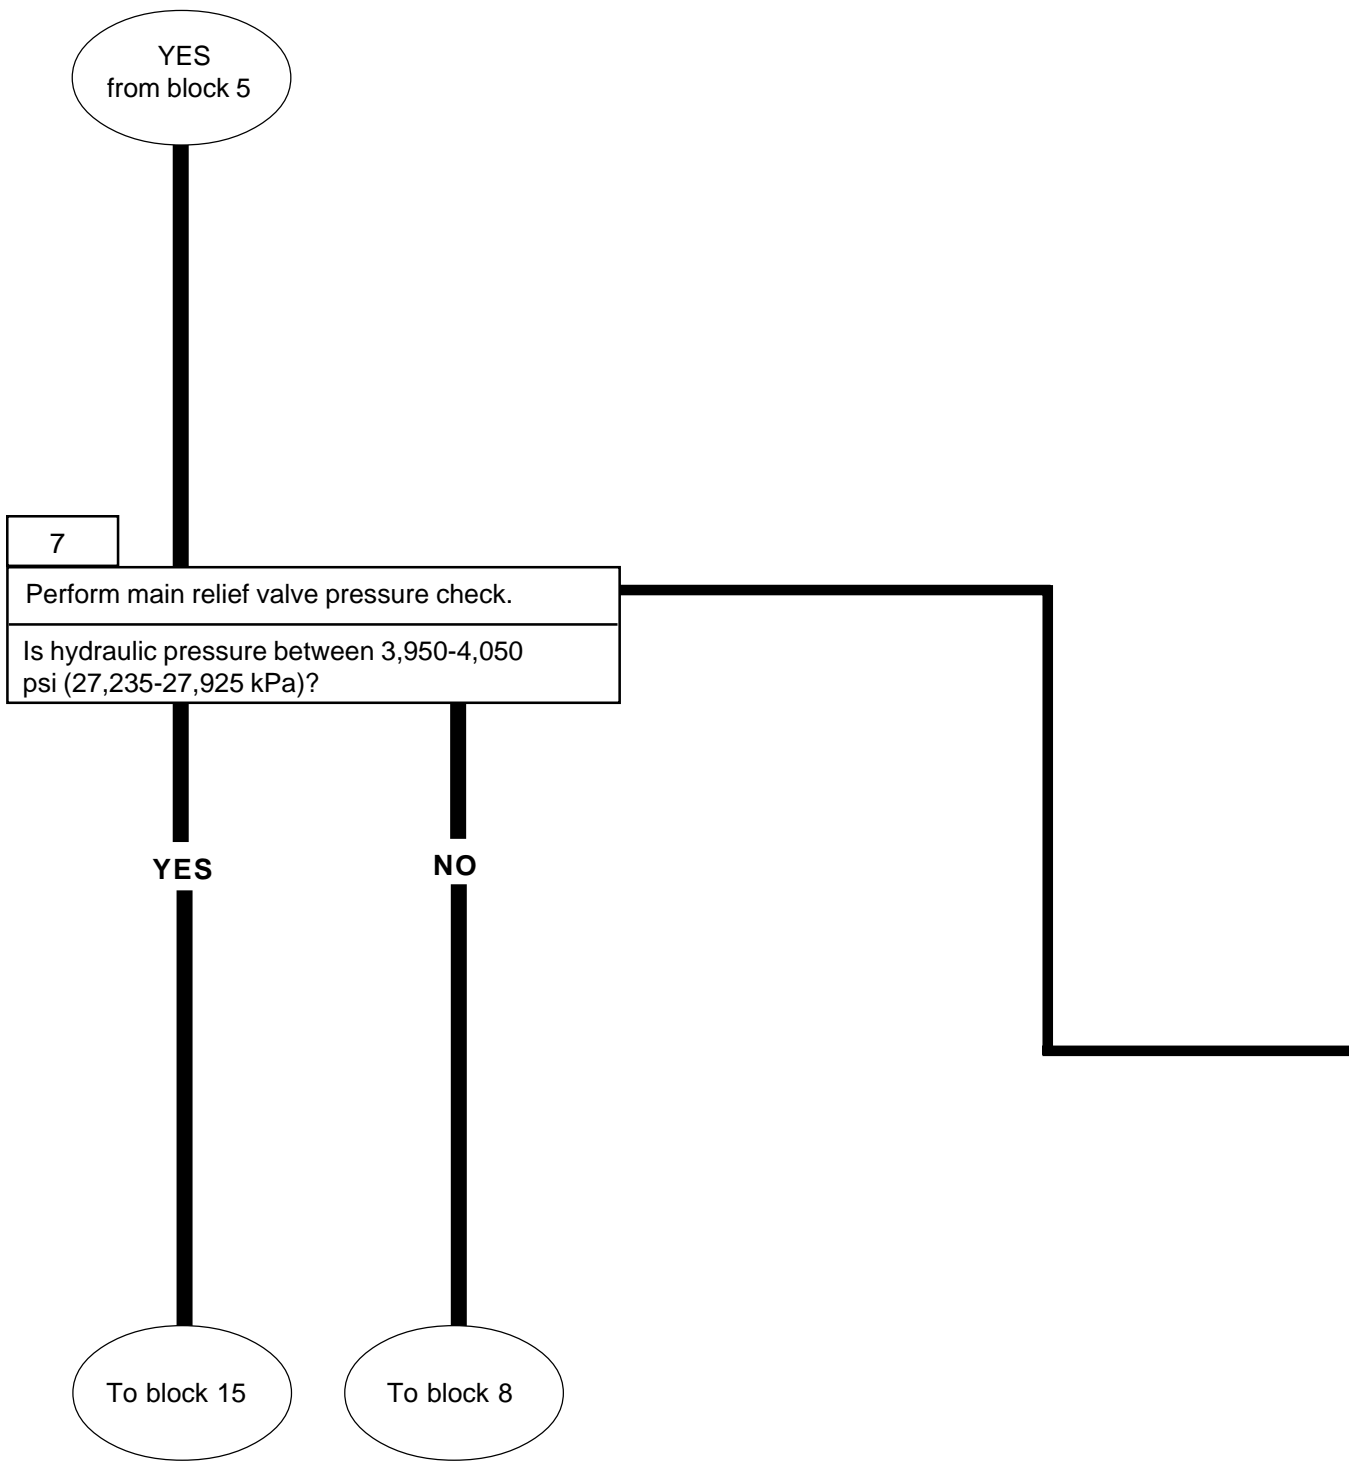 YES
from block 5
7
Perform main relief valve pressure check.
Is hydraulic pressure between 3,950-4,050
psi (27,235-27,925 kPa)?
YES
NO
To block 15
To block 8